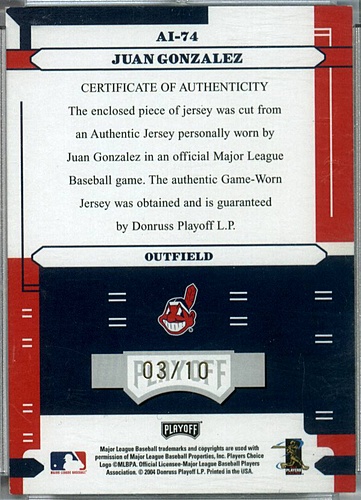 AI-74
JUAN GONZALEZ
CERTIFICATE OF AUTHENTICITY
The enclosed piece of jersey was cut from
an Authentic Jersey personally worn by
Juan Gonzalez in an official Major League
Baseball game. The authentic Game-Worn
Jersey was obtained and is guaranteed
by Donruss Playoff L.P.
OUTFIELD
PLAYOFF
03/10
PLAYOFF
Major League Baseball trademarks and copyrights are used with
permission of Major League Baseball Properties, Inc. Players Choice
Logo ©MLBPA. Official Licensee-Major League Baseball Players
Association. © 2004 Donruss Playoff L.P. Printed in the USA.